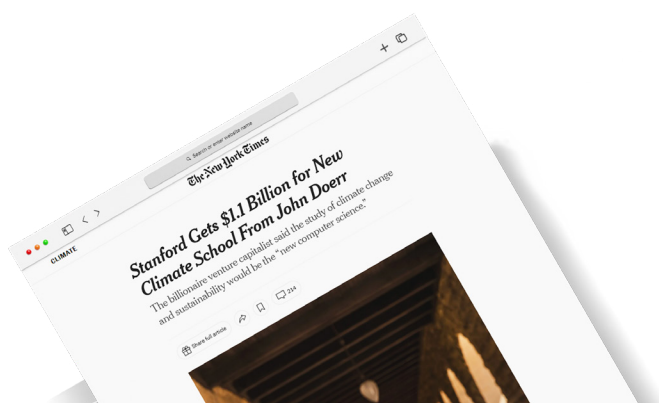 Search or enter website name
The New York Times
CLIMATE
Stanford Gets $1.1 Billion for New
Climate School From John Doerr
The billionaire venture capitalist said the study of climate change
and sustainability would be the “new computer science.”
Share full article
214